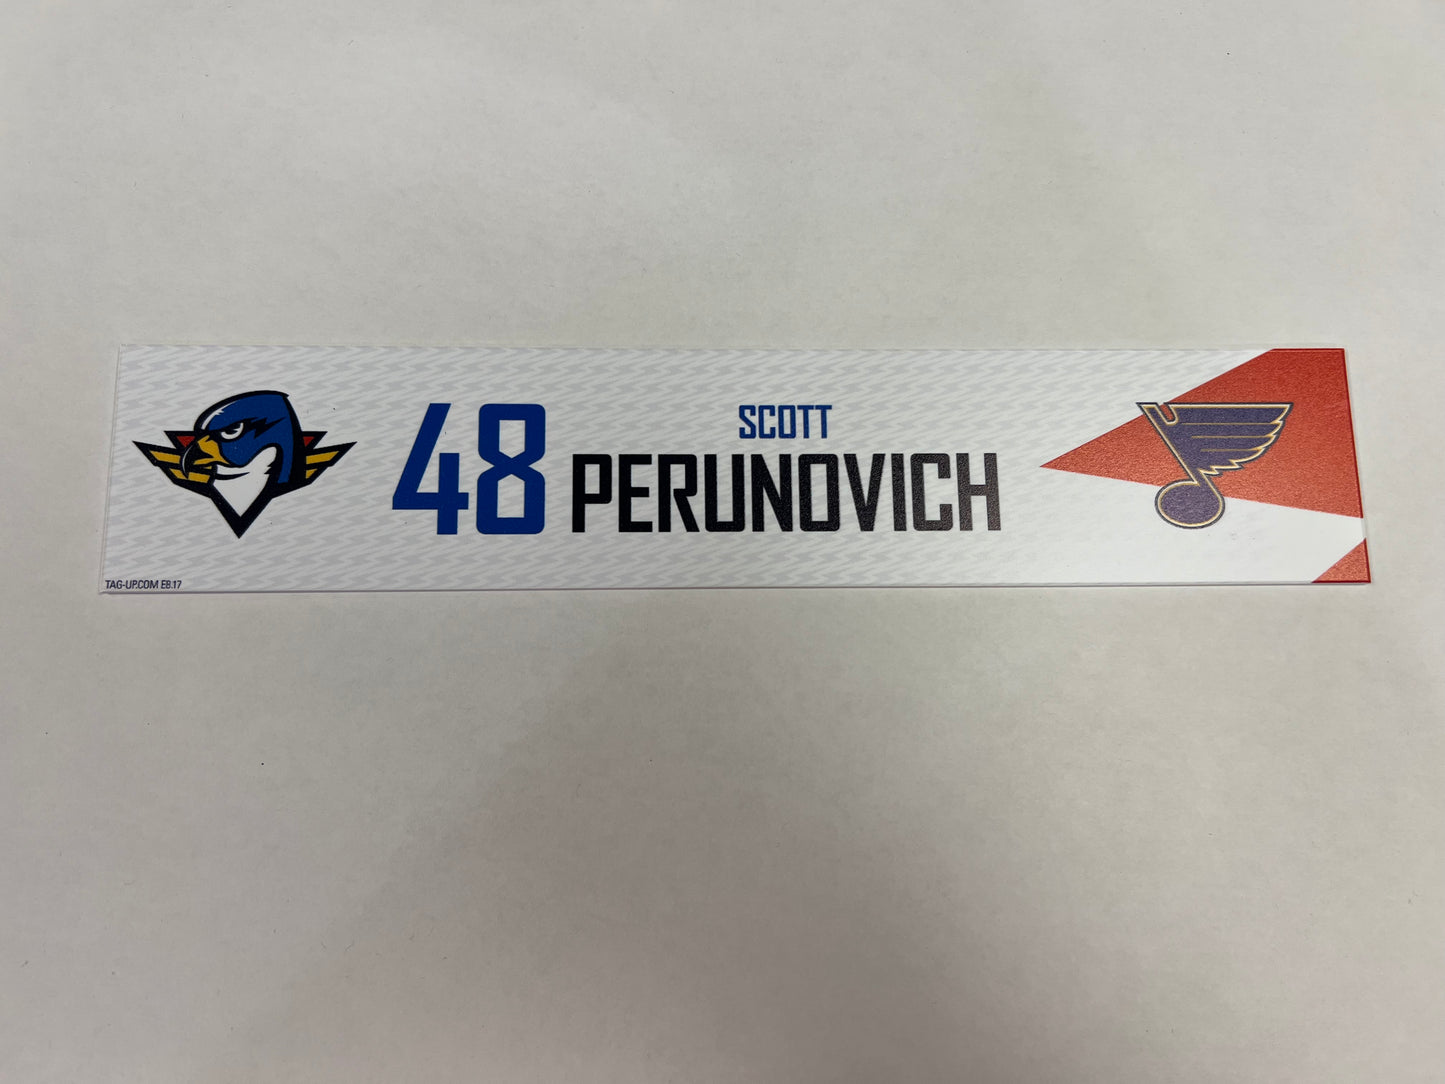 48
SCOTT
PERUNOVICH
TAG-UP.COM E8.17